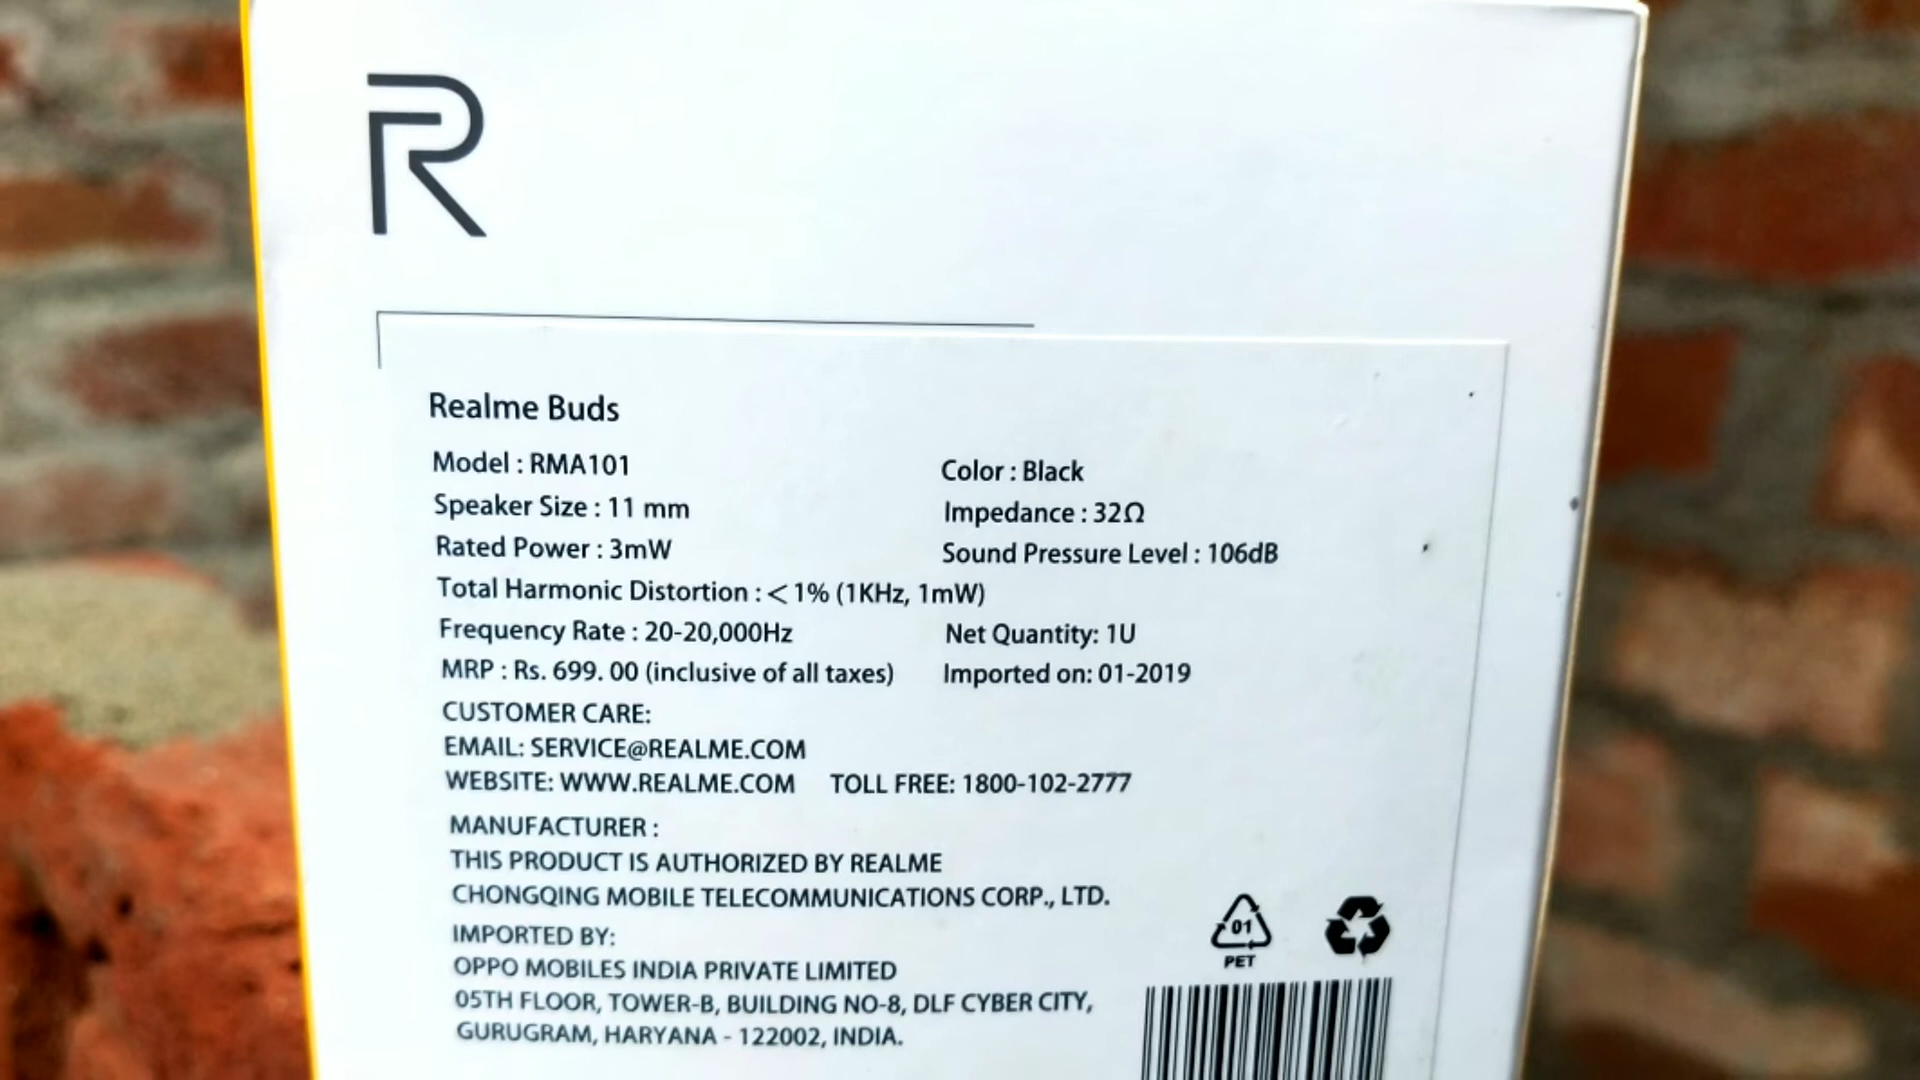 R
Realme Buds
Model : RMA101 Color : Black
Speaker Size : 11 mm Impedance : 32Ω
Rated Power : 3mW Sound Pressure Level : 106dB
Total Harmonic Distortion : < 1% (1KHz, 1mW)
Frequency Rate : 20-20,000Hz Net Quantity: 1U
MRP : Rs. 699. 00 (inclusive of all taxes) Imported on: 01-2019
CUSTOMER CARE:
EMAIL: SERVICE@REALME.COM
WEBSITE: WWW.REALME.COM TOLL FREE: 1800-102-2777
MANUFACTURER :
THIS PRODUCT IS AUTHORIZED BY REALME
CHONGQING MOBILE TELECOMMUNICATIONS CORP., LTD.
IMPORTED BY:
OPPO MOBILES INDIA PRIVATE LIMITED
05TH FLOOR, TOWER-B, BUILDING NO-8, DLF CYBER CITY,
GURUGRAM, HARYANA - 122002, INDIA.
01
PET